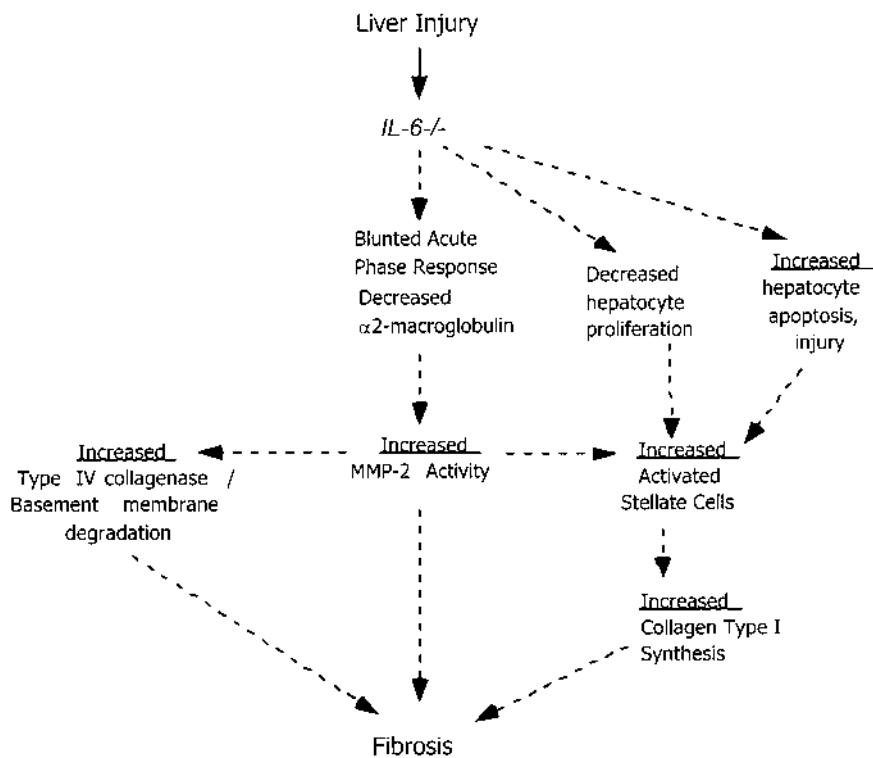 Liver Injury
IL-6-/-
Blunted Acute
Phase Response
Decreased
α2-macroglobulin
Decreased
hepatocyte
proliferation
Increased
hepatocyte
apoptosis,
injury
Increased
Type IV collagenase /
Basement membrane
degradation
Increased
MMP-2 Activity
Increased
Activated
Stellate Cells
Increased
Collagen Type I
Synthesis
Fibrosis